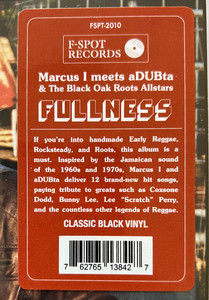 FSPT-2010
F-SPOT
RECORDS
Marcus I meets aDUBta
& The Black Oak Roots Allstars
FULLNESS
If you're into handmade Early Reggae,
Rocksteady, and Roots, this album is a
must. Inspired by the Jamaican sound
of the 1960s and 1970s, Marcus I and
aDUBta deliver 12 brand-new hit songs,
paying tribute to greats such as Coxsone
Dodd, Bunny Lee, Lee "Scratch" Perry,
and the countless other legends of Reggae.
CLASSIC BLACK VINYL
7 62765 13842 7